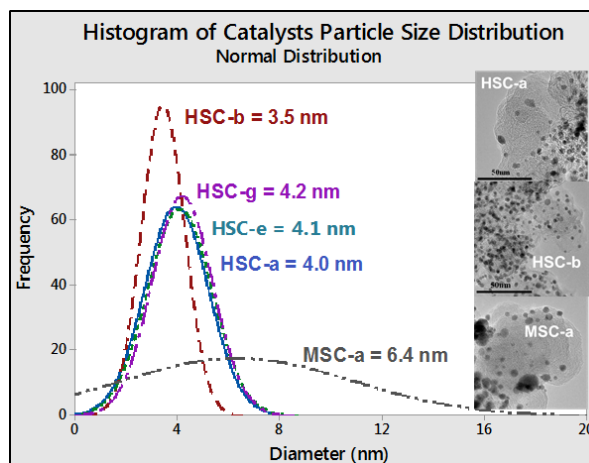 Histogram of Catalysts Particle Size Distribution
Normal Distribution
Frequency
100
80
60
40
20
0
HSC-b = 3.5 nm
HSC-g = 4.2 nm
HSC-e = 4.1 nm
HSC-a = 4.0 nm
MSC-a = 6.4 nm
HSC-a
50nm
HSC-b
50nm
MSC-a
0 4 8 12 16 20
Diameter (nm)